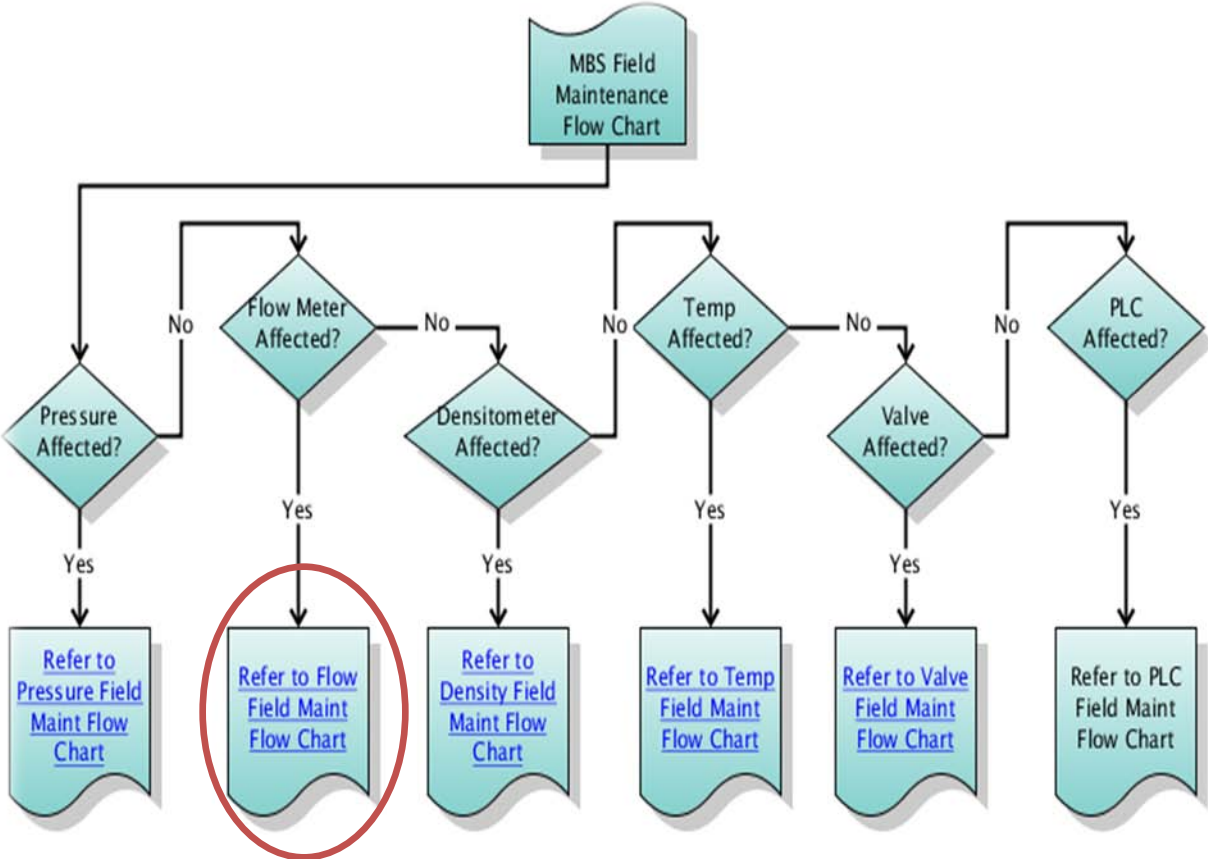 MBS Field
Maintenance
Flow Chart
Pressure
Affected?
No
Flow Meter
Affected?
No
Densitometer
Affected?
No
Temp
Affected?
No
Valve
Affected?
No
PLC
Affected?
Yes
Yes
Yes
Yes
Yes
Yes
Refer to
Pressure Field
Maint Flow
Chart
Refer to Flow
Field Maint
Flow Chart
Refer to
Density Field
Maint Flow
Chart
Refer to Temp
Field Maint
Flow Chart
Refer to Valve
Field Maint
Flow Chart
Refer to PLC
Field Maint
Flow Chart